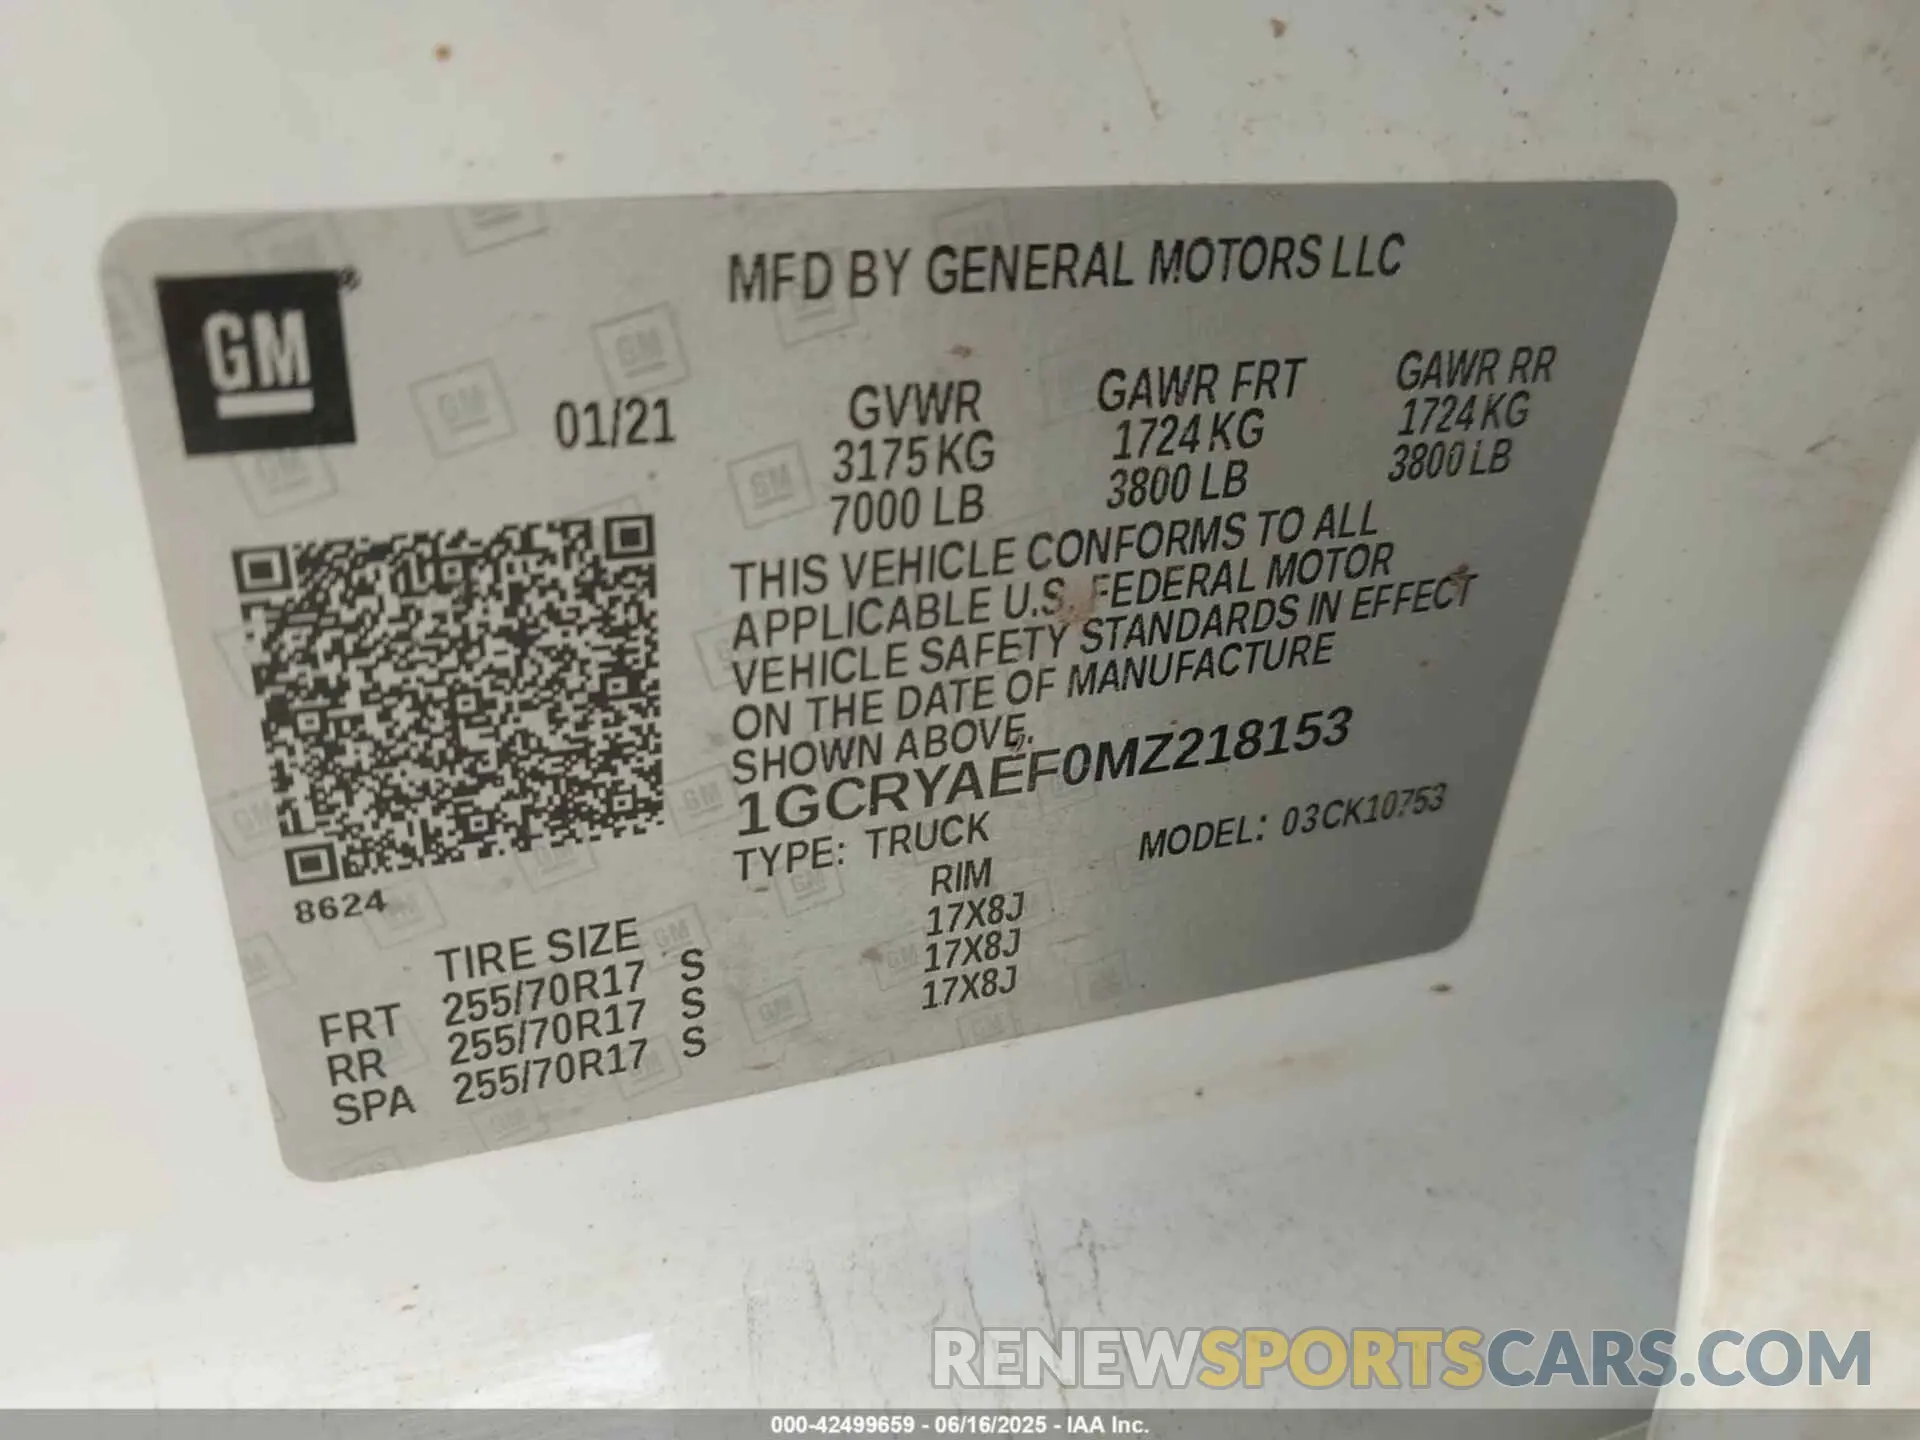 GM®
MFD BY GENERAL MOTORS LLC
01/21
GVWR GAWR FRT GAWR RR
3175 KG 1724 KG 1724 KG
7000 LB 3800 LB 3800 LB
THIS VEHICLE CONFORMS TO ALL
APPLICABLE U.S. FEDERAL MOTOR
VEHICLE SAFETY STANDARDS IN EFFECT
ON THE DATE OF MANUFACTURE
SHOWN ABOVE.
1GCRYAEF0MZ218153
TYPE: TRUCK MODEL: 03CK10753
8624
TIRE SIZE RIM
FRT 255/70R17 S 17X8J
RR 255/70R17 S 17X8J
SPA 255/70R17 S 17X8J
RENEWSPORTSCARS.COM
000-42499659 - 06/16/2025 - IAA Inc.